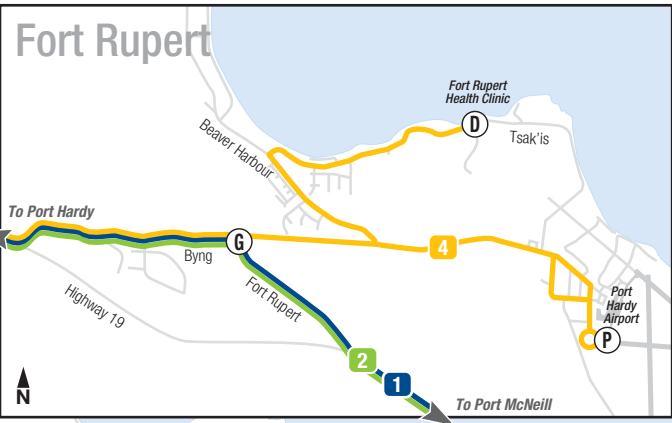 Fort Rupert
Fort Rupert
Health Clinic
D
Tsak'is
Beaver Harbour
To Port Hardy
G
Byng
4
Fort Rupert
Highway 19
Port
Hardy
Airport
P
2
1
N
To Port McNeill